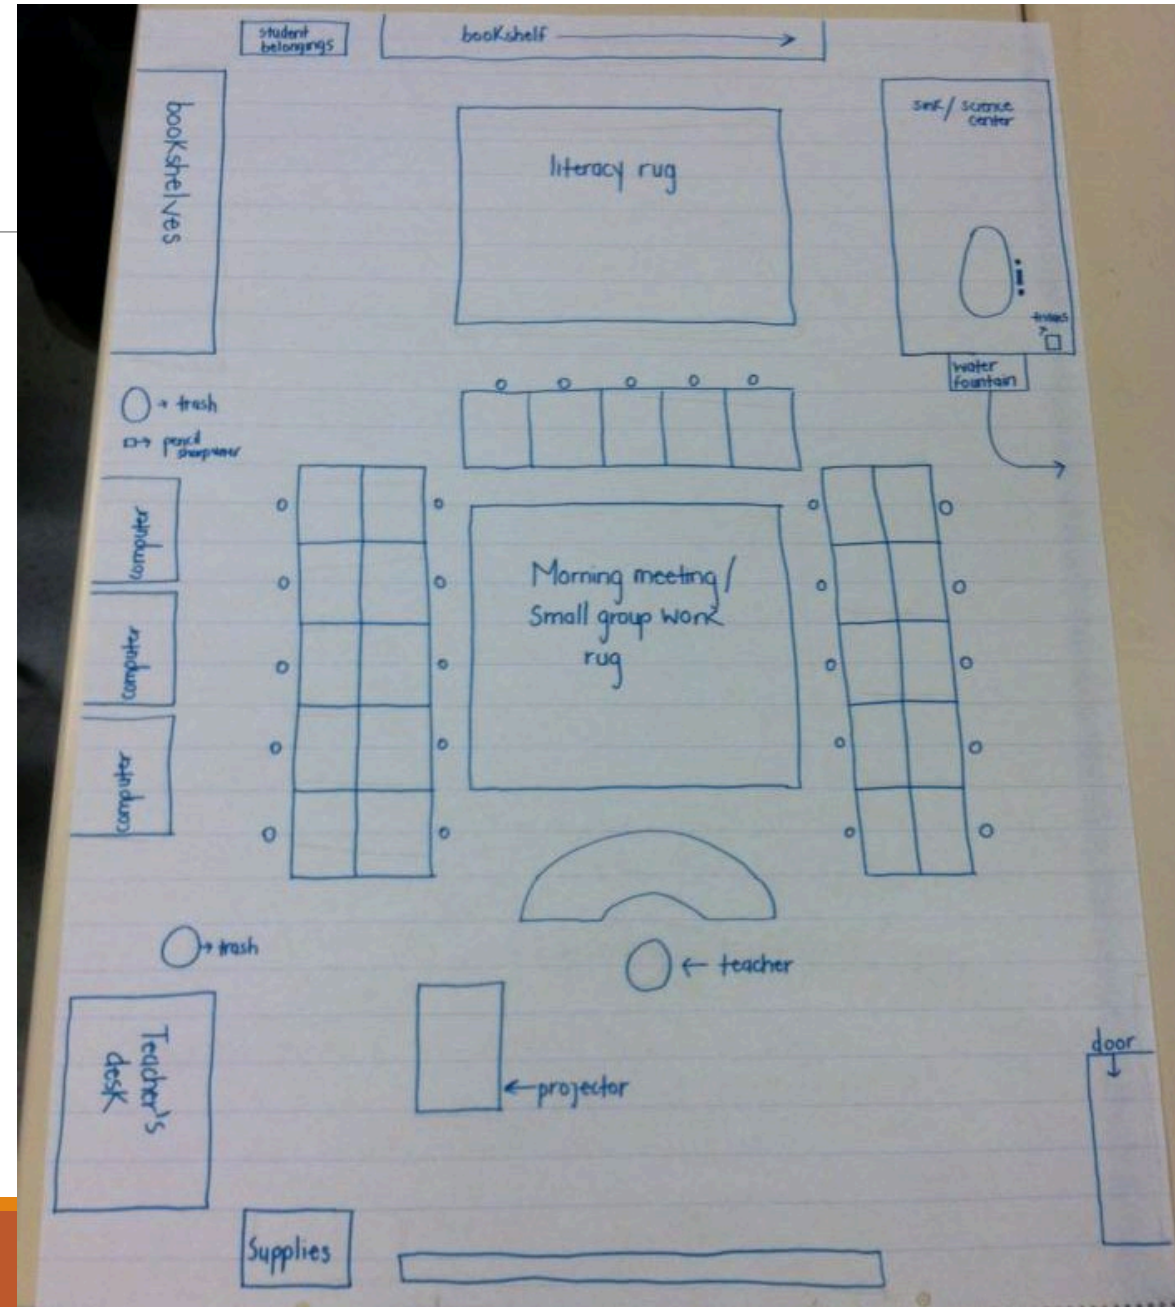 student
belongings
bookshelf
bookshelves
literacy rug
sink / science
center
water
fountain
trash
pencil
sharpener
computer
computer
computer
Morning meeting /
Small group work
rug
trash
teacher
Teacher's
desk
projector
door
Supplies